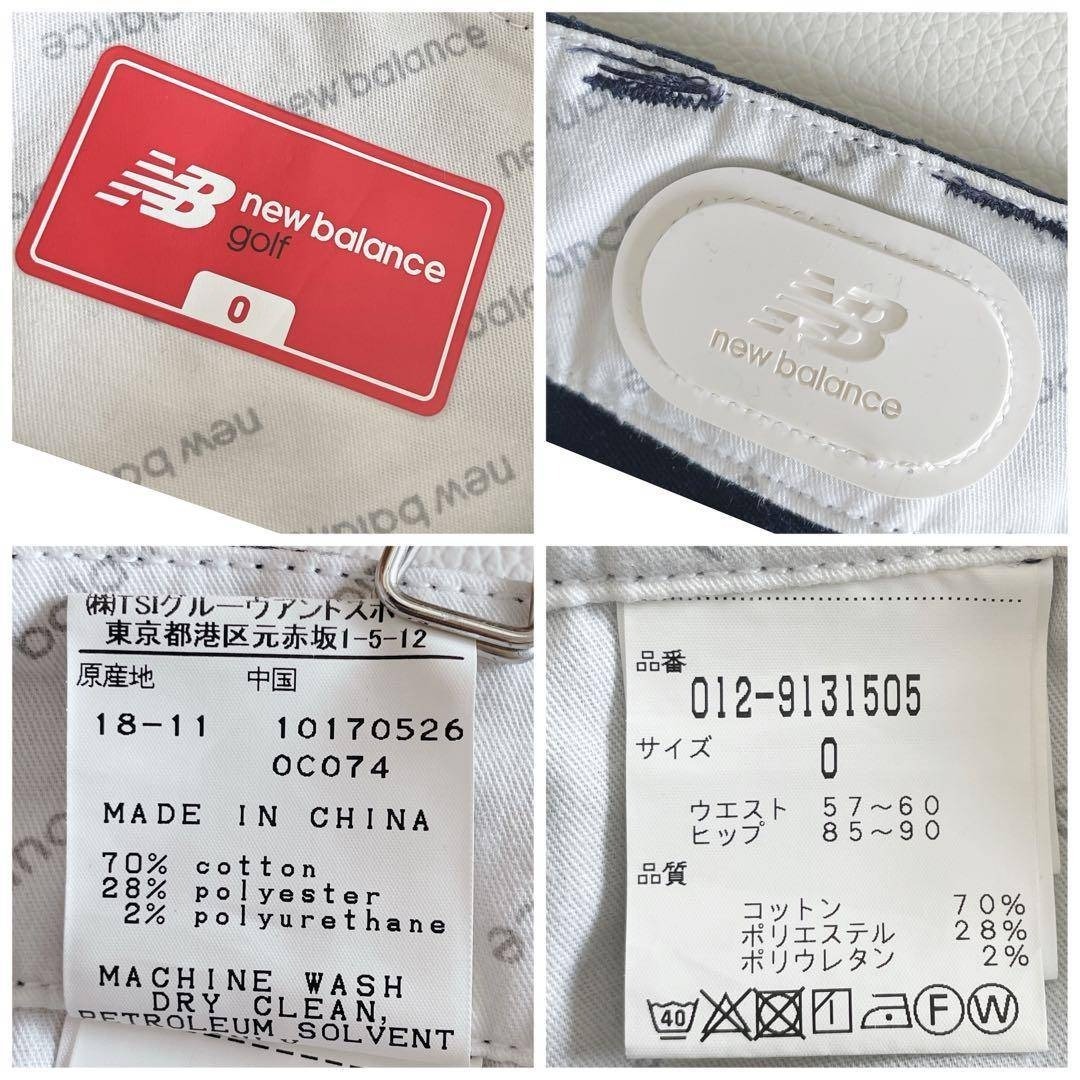 NB new balance
golf
0
new balance
new balance
NB
new balance
(株)TSIグルーヴアンドスポ
東京都港区元赤坂1-5-12
原産地 中国
18-11 10170526
0C074
MADE IN CHINA
70% cotton
28% polyester
2% polyurethane
MACHINE WASH
DRY CLEAN,
PETROLEUM SOLVENT
品番
012-9131505
サイズ 0
ウエスト 57～60
ヒップ 85～90
品質
コットン 70%
ポリエステル 28%
ポリウレタン 2%
40 1 F W